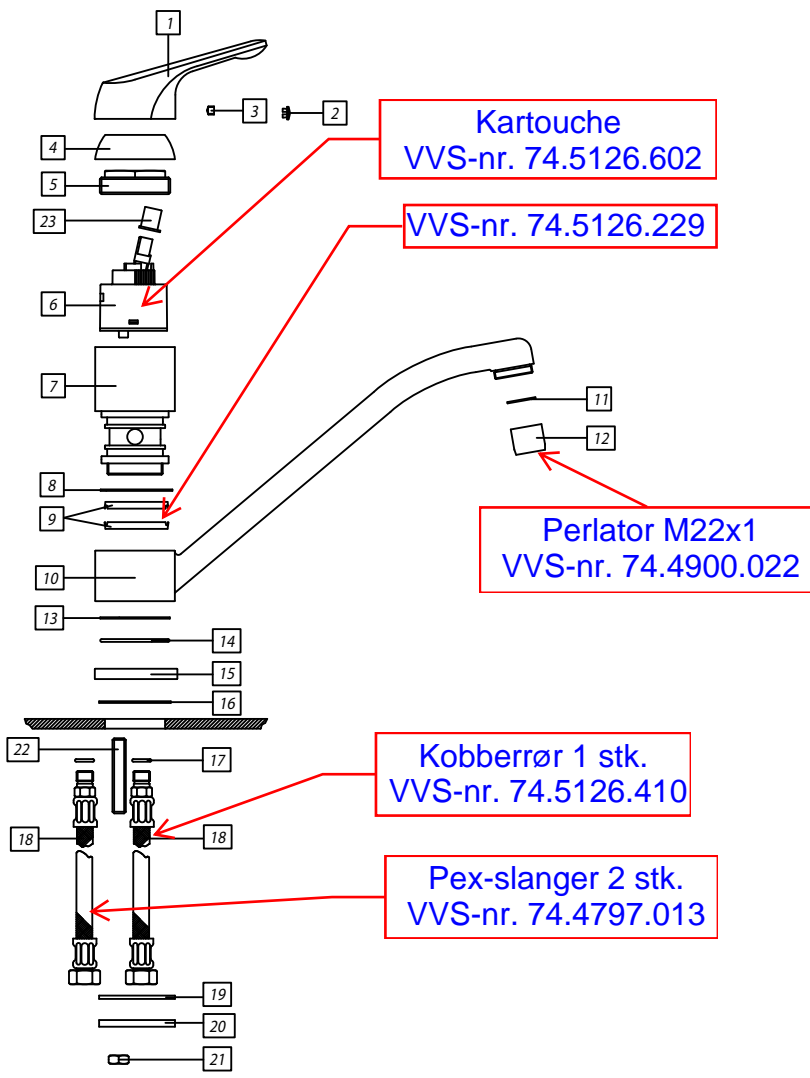 1
3
2
Kartouche
VVS-nr. 74.5126.602
4
5
23
VVS-nr. 74.5126.229
6
7
11
12
8
9
Perlator M22x1
VVS-nr. 74.4900.022
10
13
14
15
16
22
17
Kobberrør 1 stk.
VVS-nr. 74.5126.410
18
18
Pex-slanger 2 stk.
VVS-nr. 74.4797.013
19
20
21